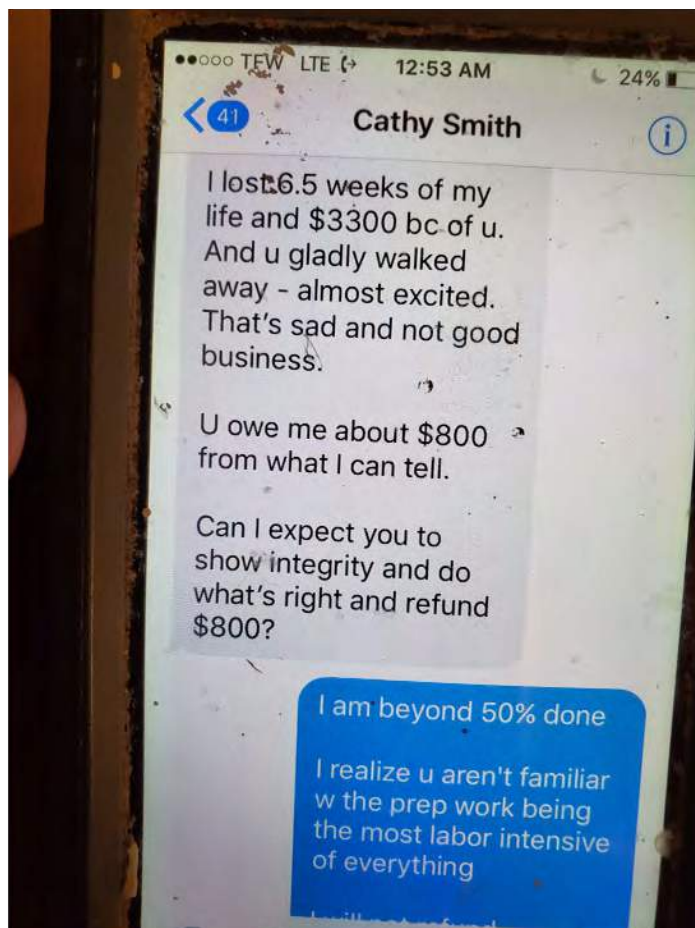 TFW LTE 12:53 AM 24%
41 Cathy Smith i
I lost 6.5 weeks of my
life and $3300 bc of u.
And u gladly walked
away - almost excited.
That's sad and not good
business.
U owe me about $800
from what I can tell.
Can I expect you to
show integrity and do
what's right and refund
$800?
I am beyond 50% done
I realize u aren't familiar
w the prep work being
the most labor intensive
of everything